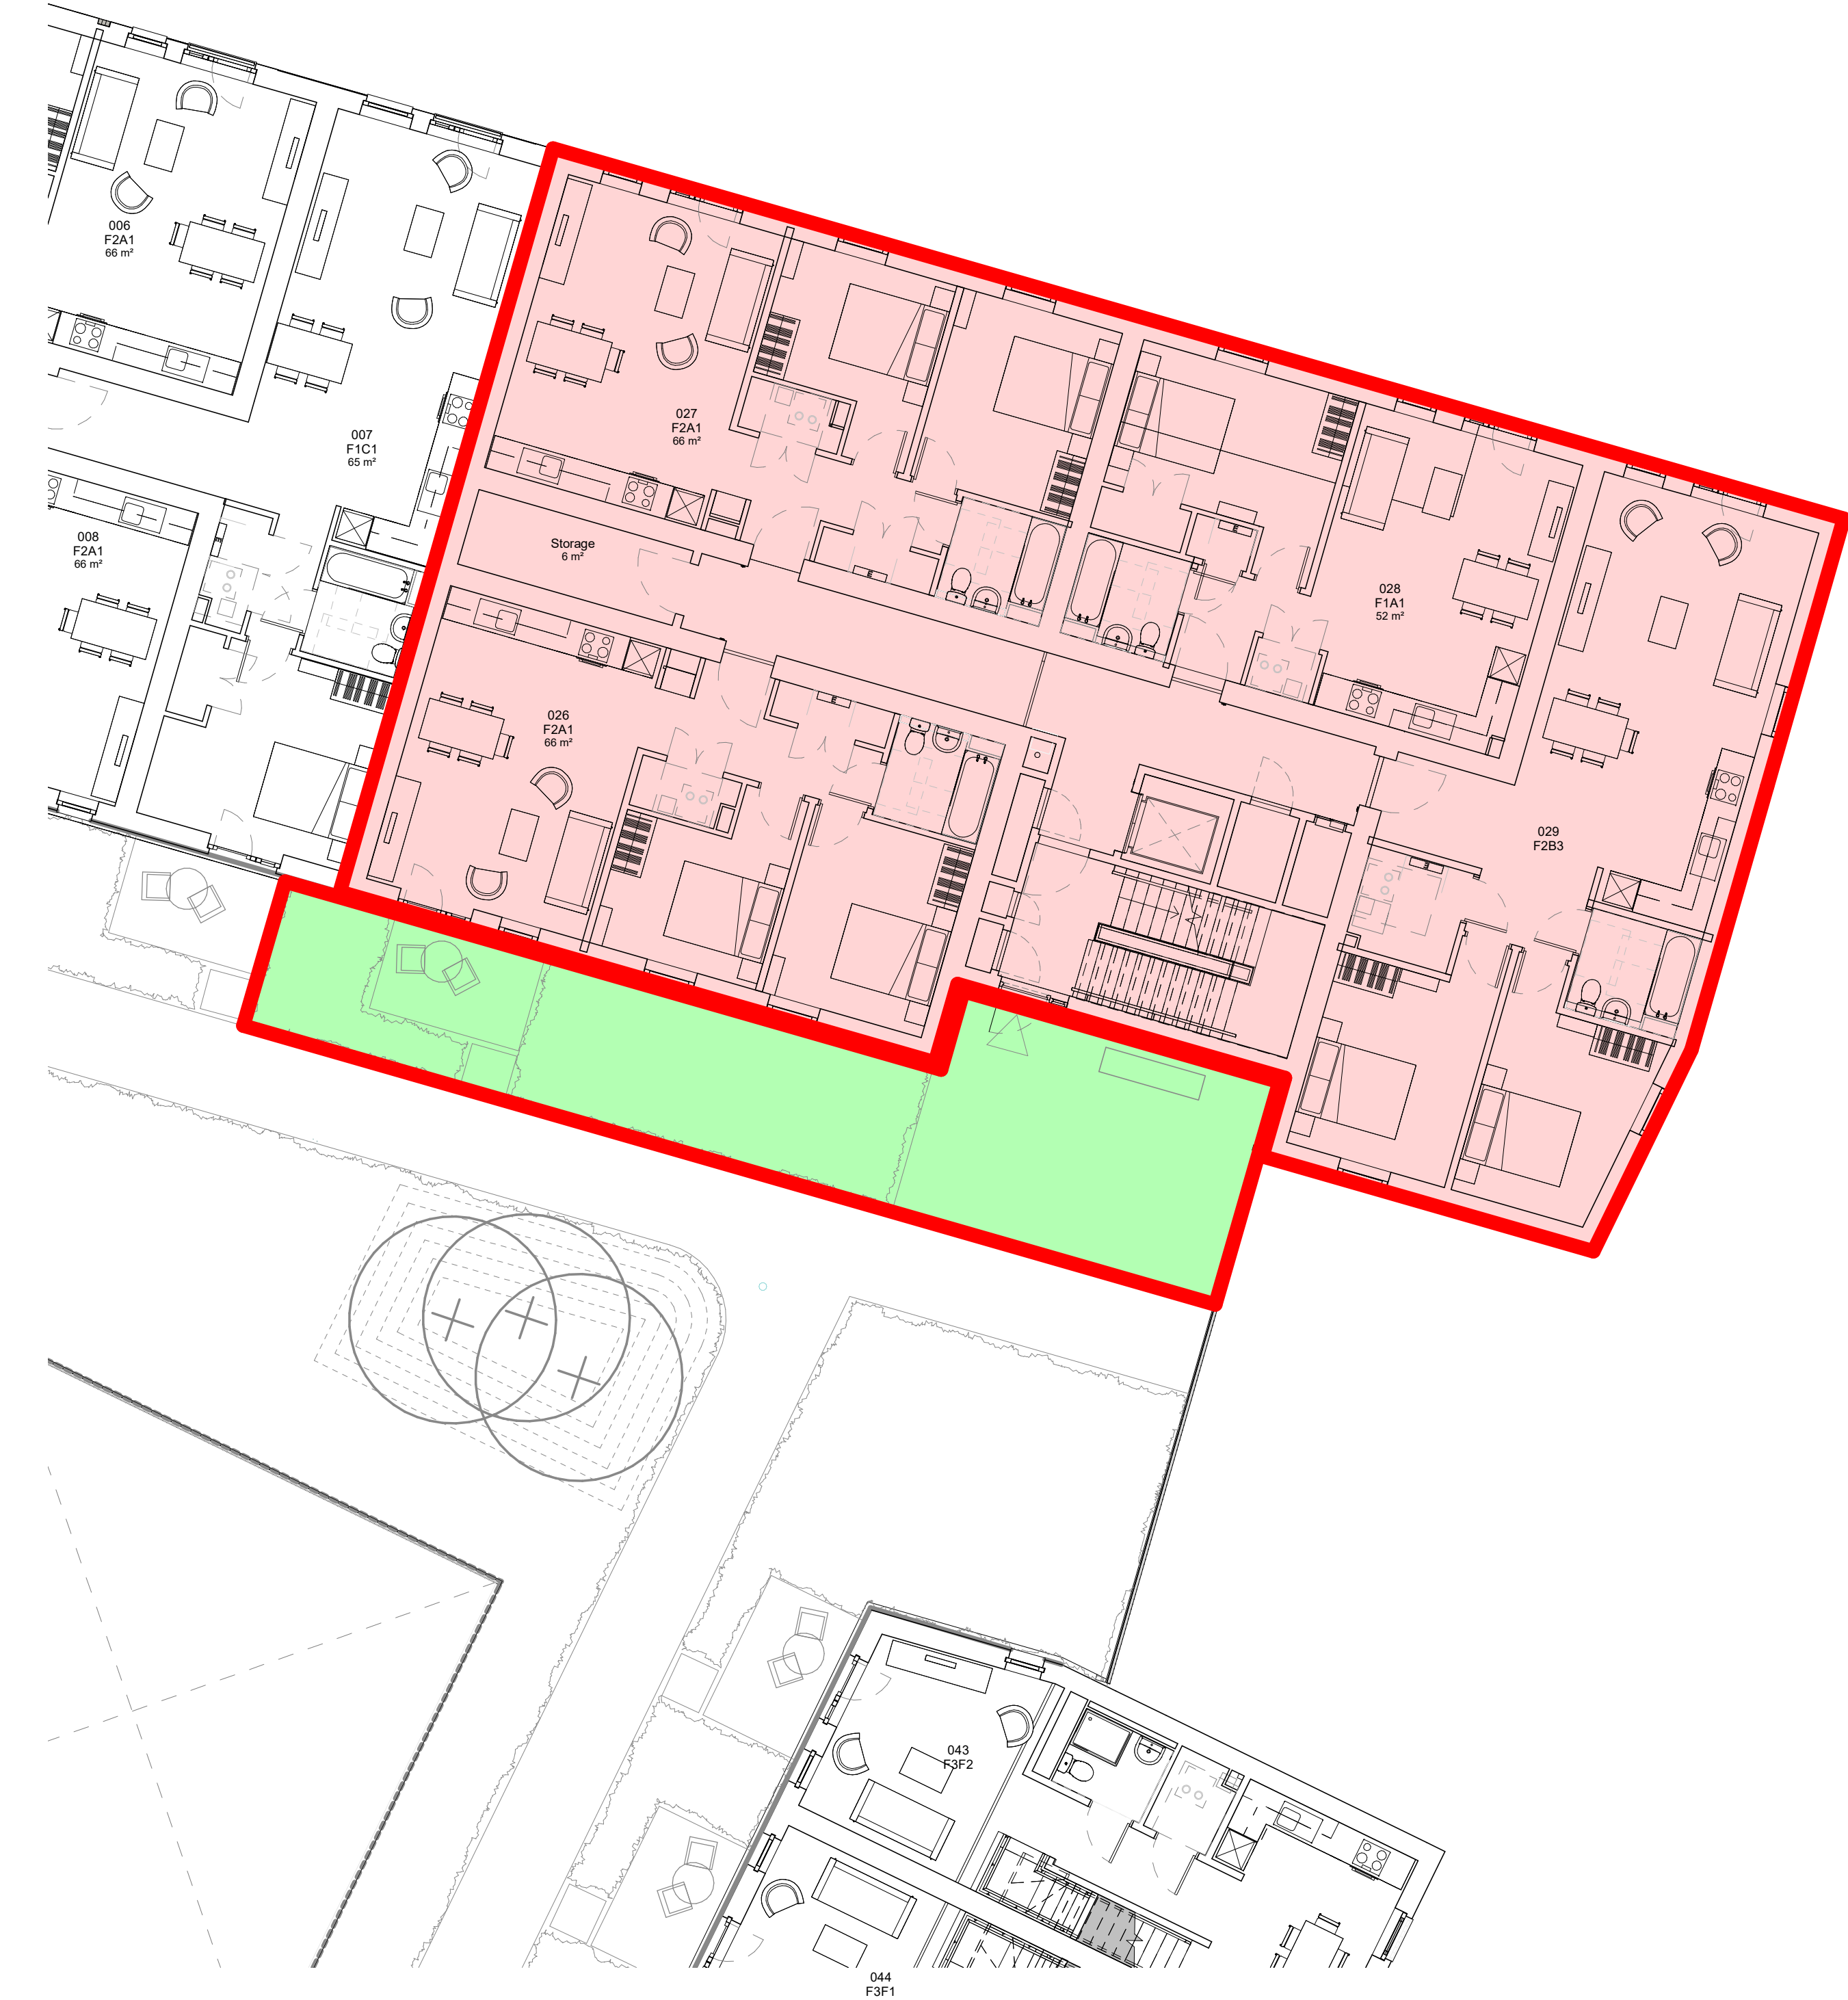 006
F2A1
66 m²
007
F1C1
65 m²
008
F2A1
66 m²
027
F2A1
66 m²
Storage
6 m²
026
F2A1
66 m²
028
F1A1
52 m²
029
F2B3
043
F3F2
044
F3F1